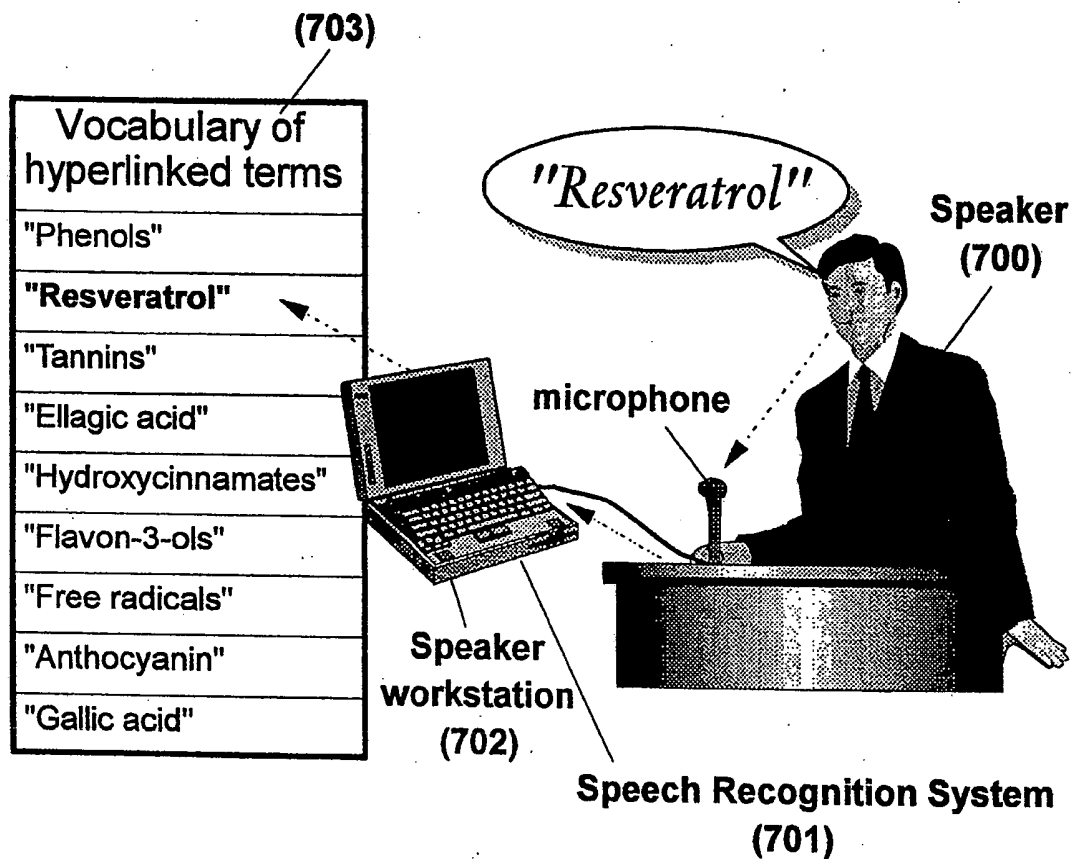 (703)
Vocabulary of
hyperlinked terms
"Phenols"
"Resveratrol"
"Tannins"
"Ellagic acid"
"Hydroxycinnamates"
"Flavon-3-ols"
"Free radicals"
"Anthocyanin"
"Gallic acid"
"Resveratrol"
Speaker
(700)
microphone
Speaker
workstation
(702)
Speech Recognition System
(701)